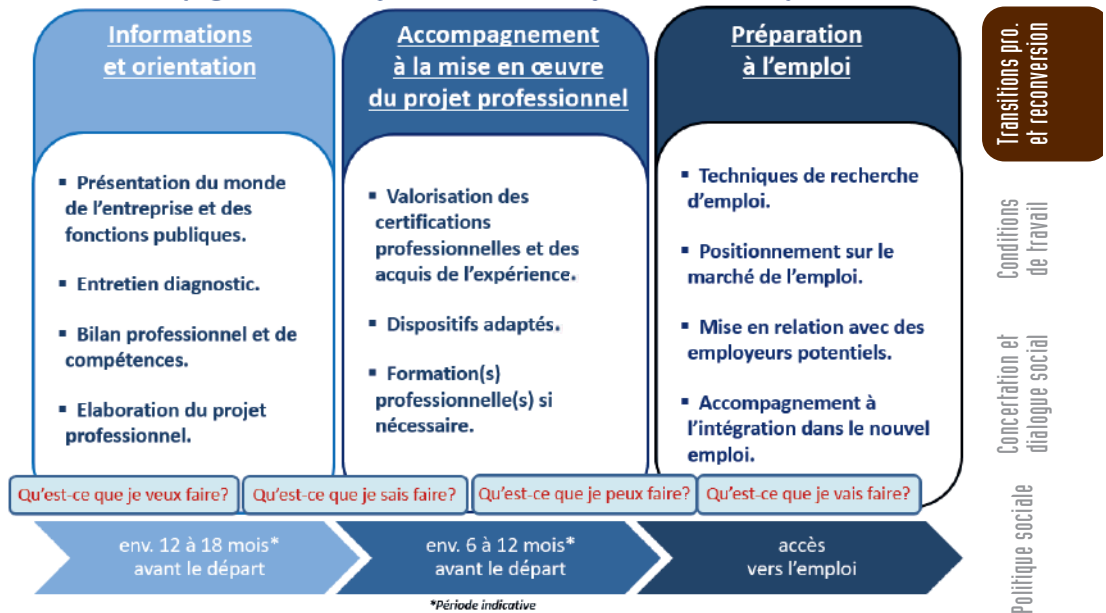 Informations
et orientation
▪ Présentation du monde
de l'entreprise et des
fonctions publiques.
▪ Entretien diagnostic.
▪ Bilan professionnel et de
compétences.
▪ Elaboration du projet
professionnel.
Accompagnement
à la mise en œuvre
du projet professionnel
▪ Valorisation des
certifications
professionnelles et des
acquis de l'expérience.
▪ Dispositifs adaptés.
▪ Formation(s)
professionnelle(s) si
nécessaire.
Préparation
à l'emploi
▪ Techniques de recherche
d'emploi.
▪ Positionnement sur le
marché de l'emploi.
▪ Mise en relation avec des
employeurs potentiels.
▪ Accompagnement à
l'intégration dans le nouvel
emploi.
Qu'est-ce que je veux faire?
Qu'est-ce que je sais faire?
Qu'est-ce que je peux faire?
Qu'est-ce que je vais faire?
env. 12 à 18 mois*
avant le départ
env. 6 à 12 mois*
avant le départ
accès
vers l'emploi
*Période indicative
Transitions pro.
et reconversion
Conditions
de travail
Concertation et
dialogue social
Politique sociale